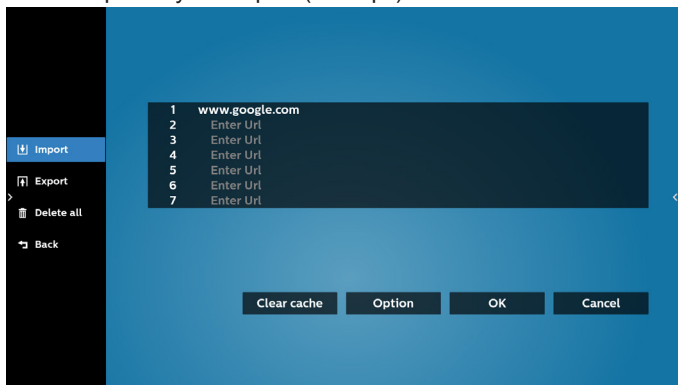 Import
Export
Delete all
Back
1 www.google.com
2 Enter Url
3 Enter Url
4 Enter Url
5 Enter Url
6 Enter Url
7 Enter Url
Clear cache Option OK Cancel